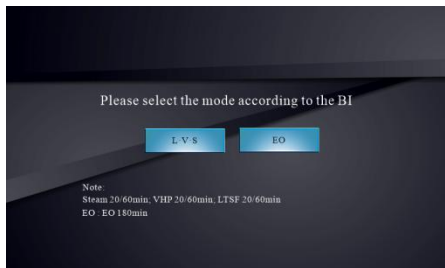 Please select the mode according to the BI
L·V·S
EO
Note:
Steam 20/60min; VHP 20/60min; LTSF 20/60min
EO : EO 180min